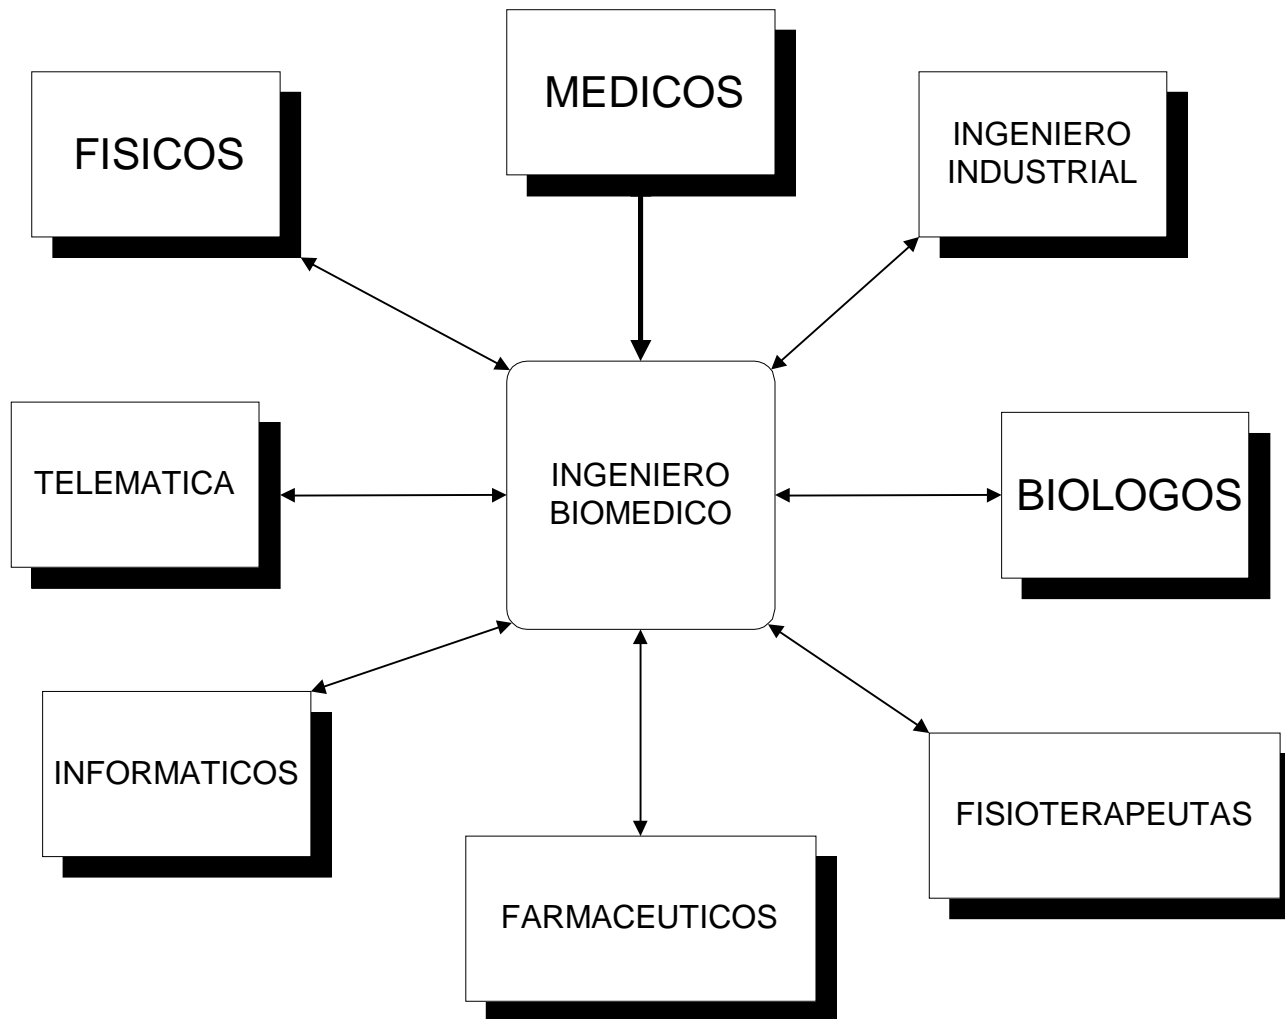 MEDICOS
FISICOS
INGENIERO
INDUSTRIAL
TELEMATICA
INGENIERO
BIOMEDICO
BIOLOGOS
INFORMATICOS
FISIOTERAPEUTAS
FARMACEUTICOS